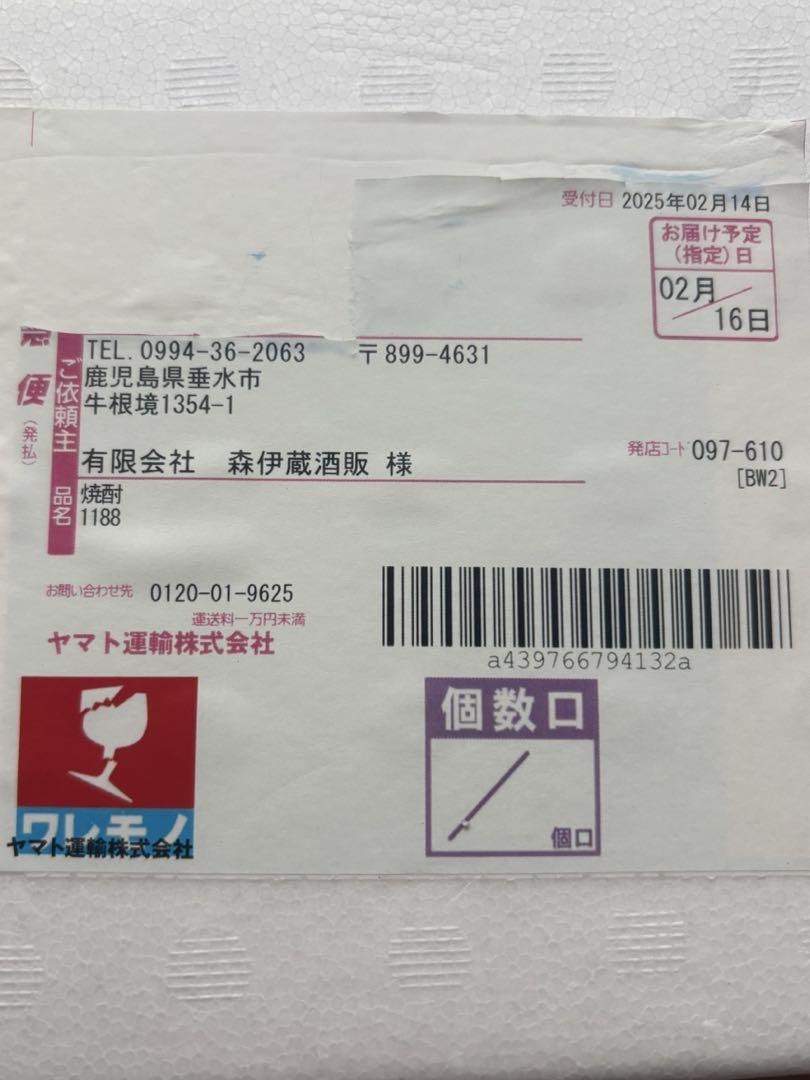 受付日 2025年02月14日
お届け予定
(指定)日
02月
16日
急便
(発払)
ご依頼主
TEL.0994-36-2063 〒899-4631
鹿児島県垂水市
牛根境1354-1
有限会社 森伊蔵酒販 様
発店コード 097-610
[BW2]
品名
焼酎
1188
お問い合わせ先 0120-01-9625
運送料一万円未満
ヤマト運輸株式会社
a439766794132a
ワレモノ
ヤマト運輸株式会社
個数口
個口